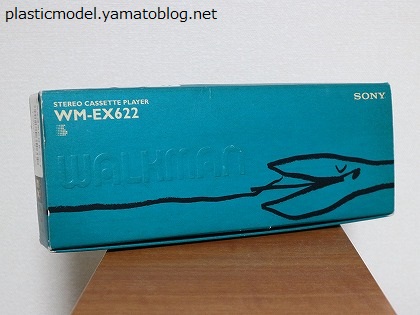 plasticmodel.yamatoblog.net
STEREO CASSETTE PLAYER
WM-EX622
SONY
WALKMAN